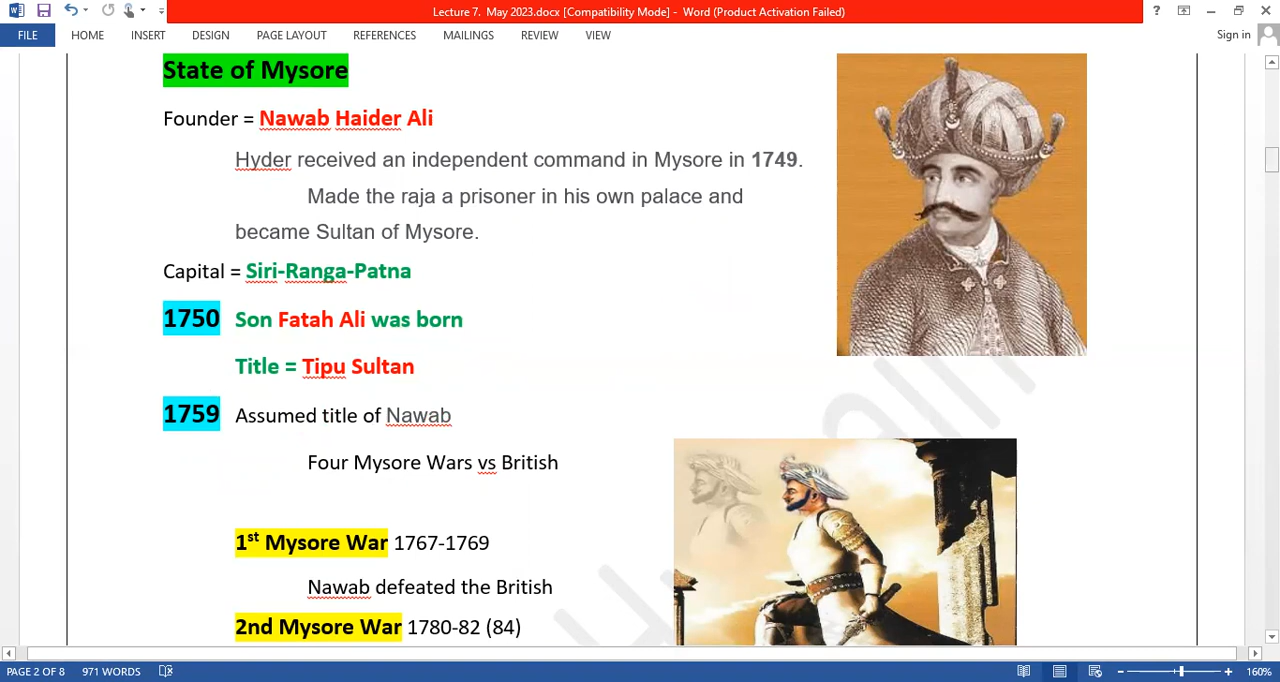 Lecture 7. May 2023.docx [Compatibility Mode] - Word (Product Activation Failed)
FILE HOME INSERT DESIGN PAGE LAYOUT REFERENCES MAILINGS REVIEW VIEW Sign in
State of Mysore
Founder = Nawab Haider Ali
Hyder received an independent command in Mysore in 1749.
Made the raja a prisoner in his own palace and
became Sultan of Mysore.
Capital = Siri-Ranga-Patna
1750 Son Fatah Ali was born
Title = Tipu Sultan
1759 Assumed title of Nawab
Four Mysore Wars vs British
1st Mysore War 1767-1769
Nawab defeated the British
2nd Mysore War 1780-82 (84)
PAGE 2 OF 8 971 WORDS 160%